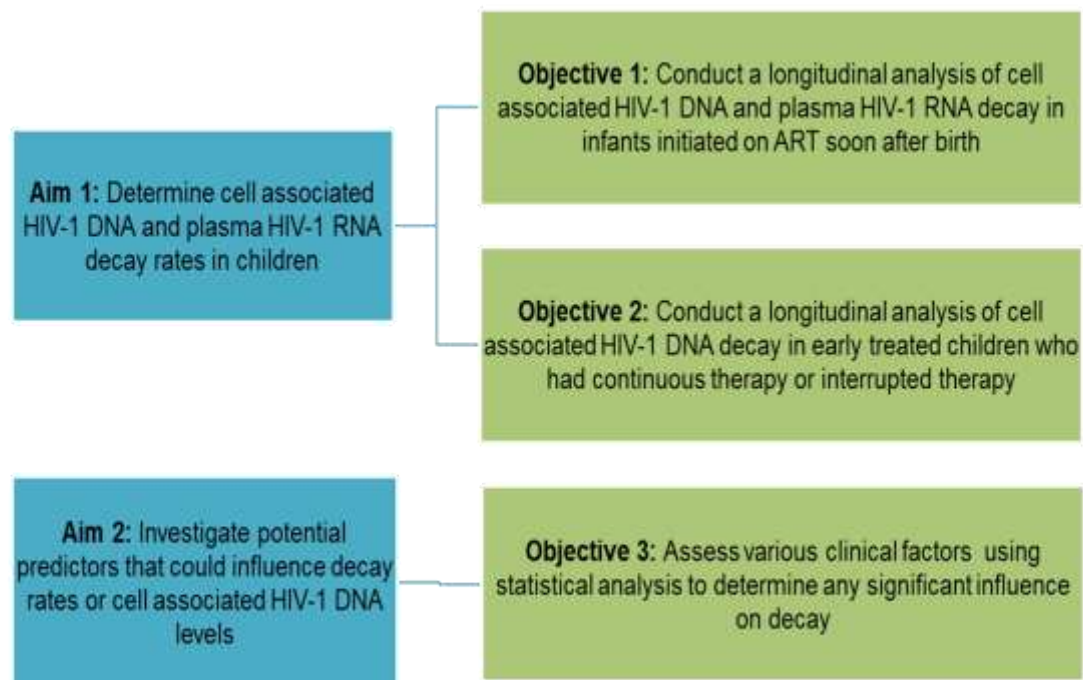 Aim 1: Determine cell associated
HIV-1 DNA and plasma HIV-1 RNA
decay rates in children
Objective 1: Conduct a longitudinal analysis of cell
associated HIV-1 DNA and plasma HIV-1 RNA decay in
infants initiated on ART soon after birth
Objective 2: Conduct a longitudinal analysis of cell
associated HIV-1 DNA decay in early treated children who
had continuous therapy or interrupted therapy
Aim 2: Investigate potential
predictors that could influence decay
rates or cell associated HIV-1 DNA
levels
Objective 3: Assess various clinical factors using
statistical analysis to determine any significant influence
on decay